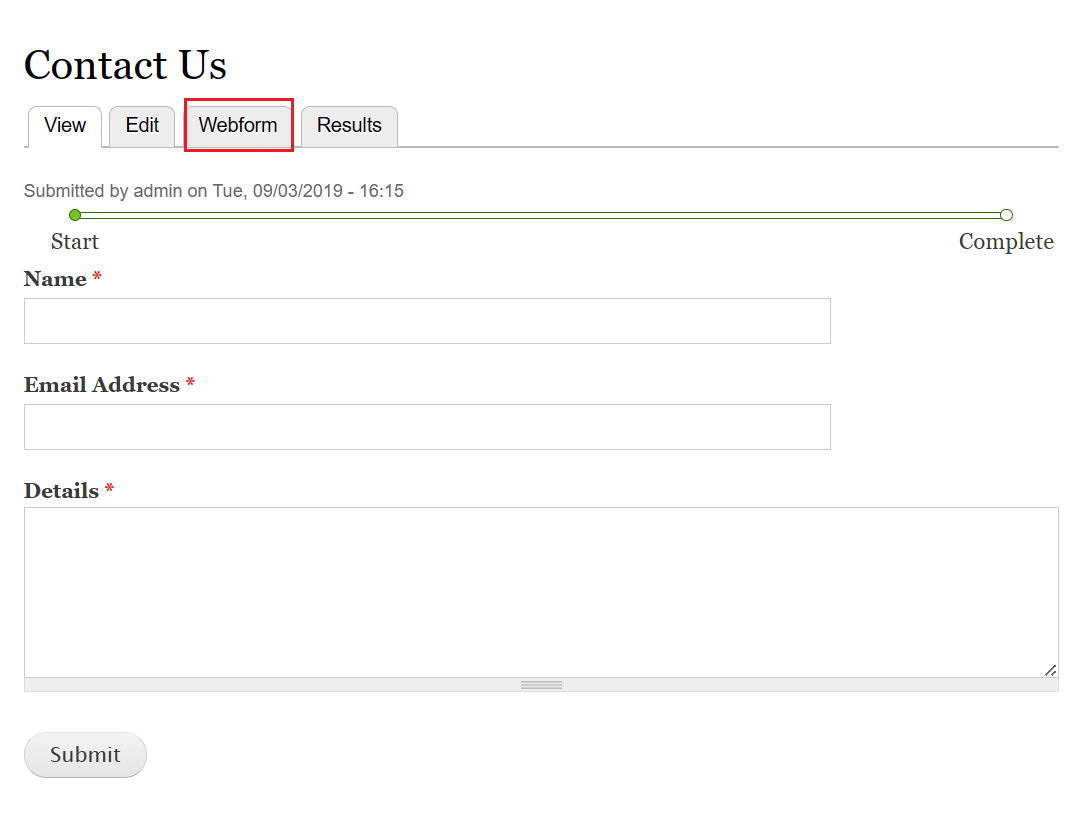 Contact Us
View Edit Webform Results
Submitted by admin on Tue, 09/03/2019 - 16:15
Start Complete
Name *
Email Address *
Details *
Submit